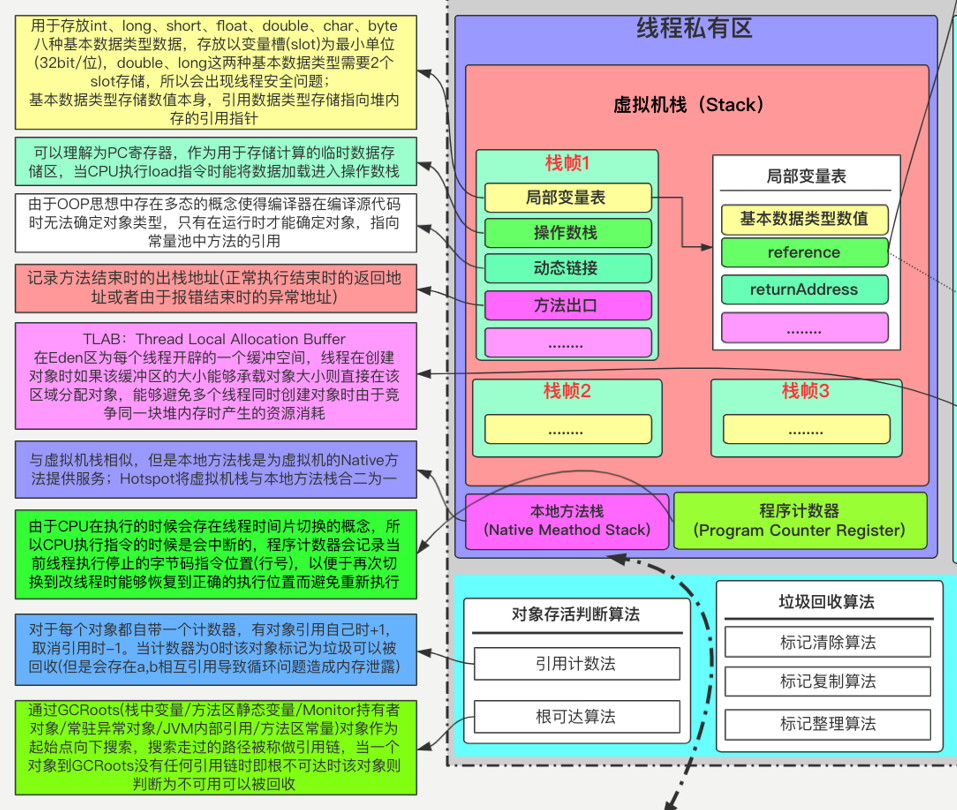 用于存放int、long、short、float、double、char、byte
八种基本数据类型数据，存放以变量槽(slot)为最小单位
(32bit/位)，double、long这两种基本数据类型需要2个
slot存储，所以会出现线程安全问题；
基本数据类型存储数值本身，引用数据类型存储指向堆内
存的引用指针
可以理解为PC寄存器，作为用于存储计算的临时数据存
储区，当CPU执行load指令时能将数据加载进入操作数栈
由于OOP思想中存在多态的概念使得编译器在编译源代码
时无法确定对象类型，只有在运行时才能确定对象，指向
常量池中方法的引用
记录方法结束时的出栈地址(正常执行结束时的返回地
址或者由于报错结束时的异常地址)
TLAB：Thread Local Allocation Buffer
在Eden区为每个线程开辟的一个缓冲空间，线程在创建
对象时如果该缓冲区的大小能够承载对象大小则直接在该
区域分配对象，能够避免多个线程同时创建对象时由于竞
争同一块堆内存时产生的资源消耗
与虚拟机栈相似，但是本地方法栈是为虚拟机的Native方
法提供服务；Hotspot将虚拟机栈与本地方法栈合二为一
由于CPU在执行的时候会存在线程时间片切换的概念，所
以CPU执行指令的时候是会中断的，程序计数器会记录当
前线程执行停止的字节码指令位置(行号)，以便于再次
切换到改线程时能够恢复到正确的执行位置而避免重新执行
对于每个对象都自带一个计数器，有对象引用自己时+1，
取消引用时-1。当计数器为0时该对象标记为垃圾可以被
回收(但是会存在a,b相互引用导致循环问题造成内存泄露)
通过GCRoots(栈中变量/方法区静态变量/Monitor持有者
对象/常驻异常对象/JVM内部引用/方法区常量)对象作为
起始点向下搜索，搜索走过的路径被称做引用链，当一个
对象到GCRoots没有任何引用链时即根不可达时该对象则
判断为不可用可以被回收
线程私有区
虚拟机栈（Stack）
栈帧1
局部变量表
操作数栈
动态链接
方法出口
........
局部变量表
基本数据类型数值
reference
returnAddress
........
栈帧2
........
栈帧3
........
本地方法栈
(Native Meathod Stack)
程序计数器
(Program Counter Register)
对象存活判断算法
引用计数法
根可达算法
垃圾回收算法
标记清除算法
标记复制算法
标记整理算法